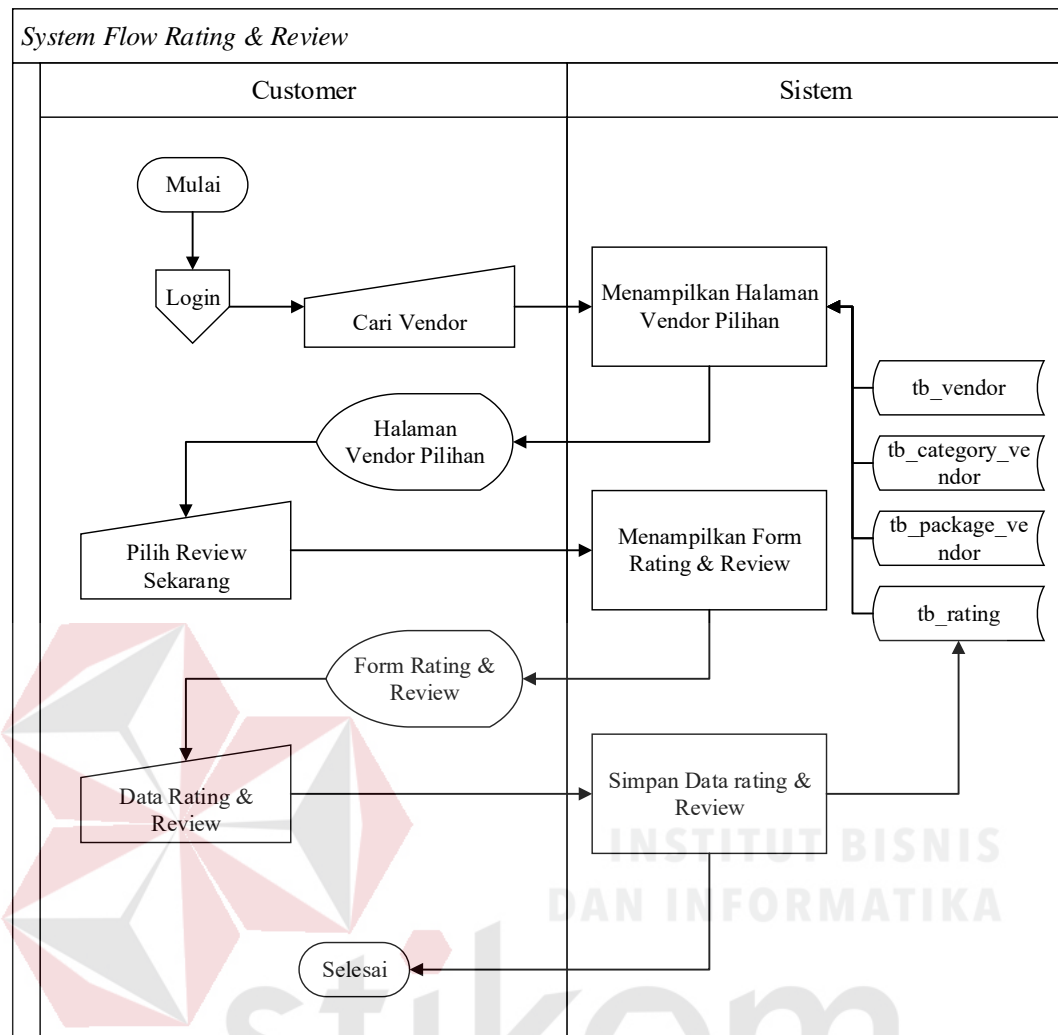 System Flow Rating & Review
Customer
Sistem
Mulai
Login
Cari Vendor
Menampilkan Halaman
Vendor Pilihan
tb_vendor
Halaman
Vendor Pilihan
tb_category_ve
ndor
Pilih Review
Sekarang
Menampilkan Form
Rating & Review
tb_package_ve
ndor
tb_rating
Form Rating &
Review
Data Rating &
Review
Simpan Data rating &
Review
INSTITUT BISNIS
DAN INFORMATIKA
Selesai
stikom